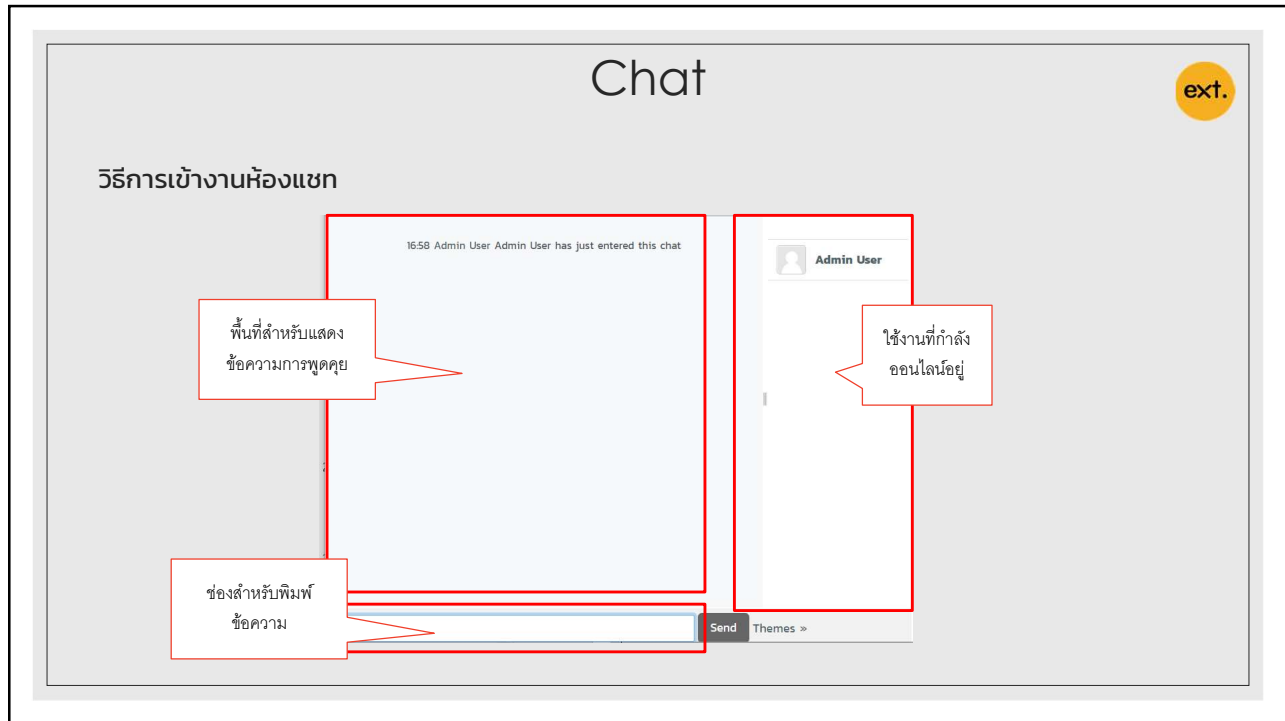 Chat
ext.
วิธีการเข้างานห้องแชท
16:58 Admin User Admin User has just entered this chat
Admin User
พื้นที่สำหรับแสดง
ข้อความการพูดคุย
ใช้งานที่กำลัง
ออนไลน์อยู่
ช่องสำหรับพิมพ์
ข้อความ
Send
Themes »